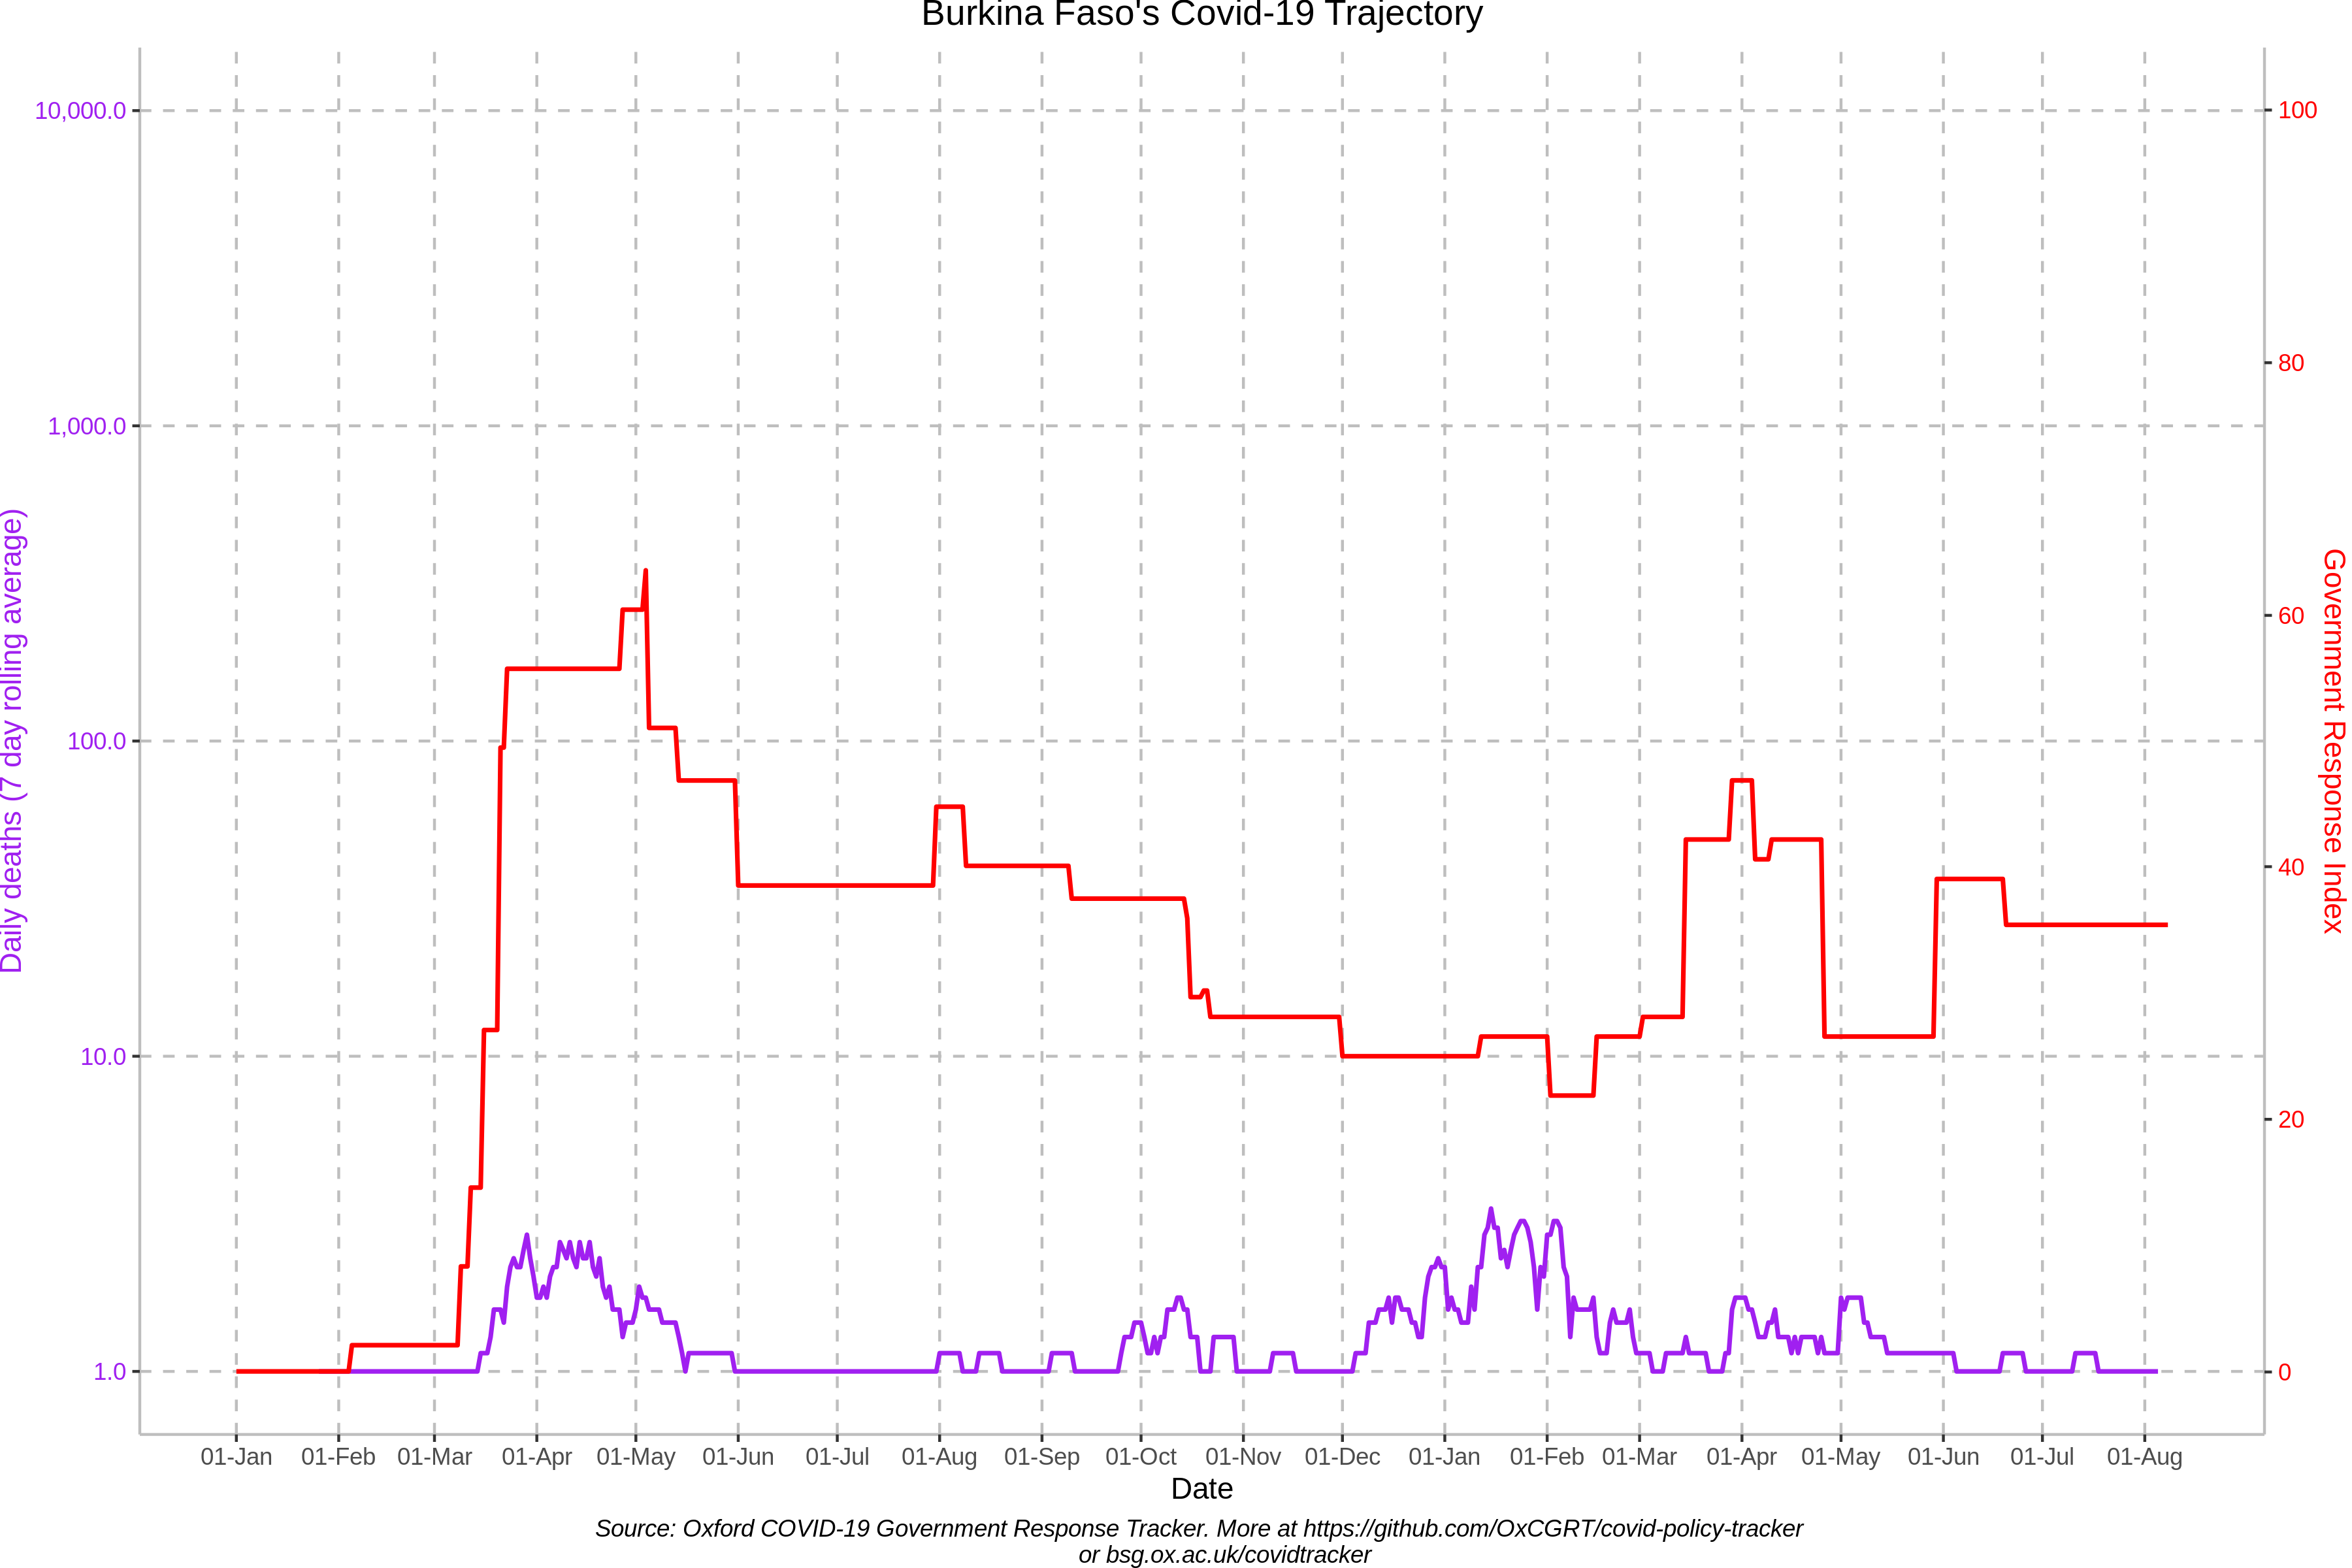 Burkina Faso's Covid-19 Trajectory
10,000.0
1,000.0
100.0
10.0
1.0
Daily deaths (7 day rolling average)
100
80
60
40
20
0
Government Response Index
01-Jan 01-Feb 01-Mar 01-Apr 01-May 01-Jun 01-Jul 01-Aug 01-Sep 01-Oct 01-Nov 01-Dec 01-Jan 01-Feb 01-Mar 01-Apr 01-May 01-Jun 01-Jul 01-Aug
Date
Source: Oxford COVID-19 Government Response Tracker. More at https://github.com/OxCGRT/covid-policy-tracker
or bsg.ox.ac.uk/covidtracker